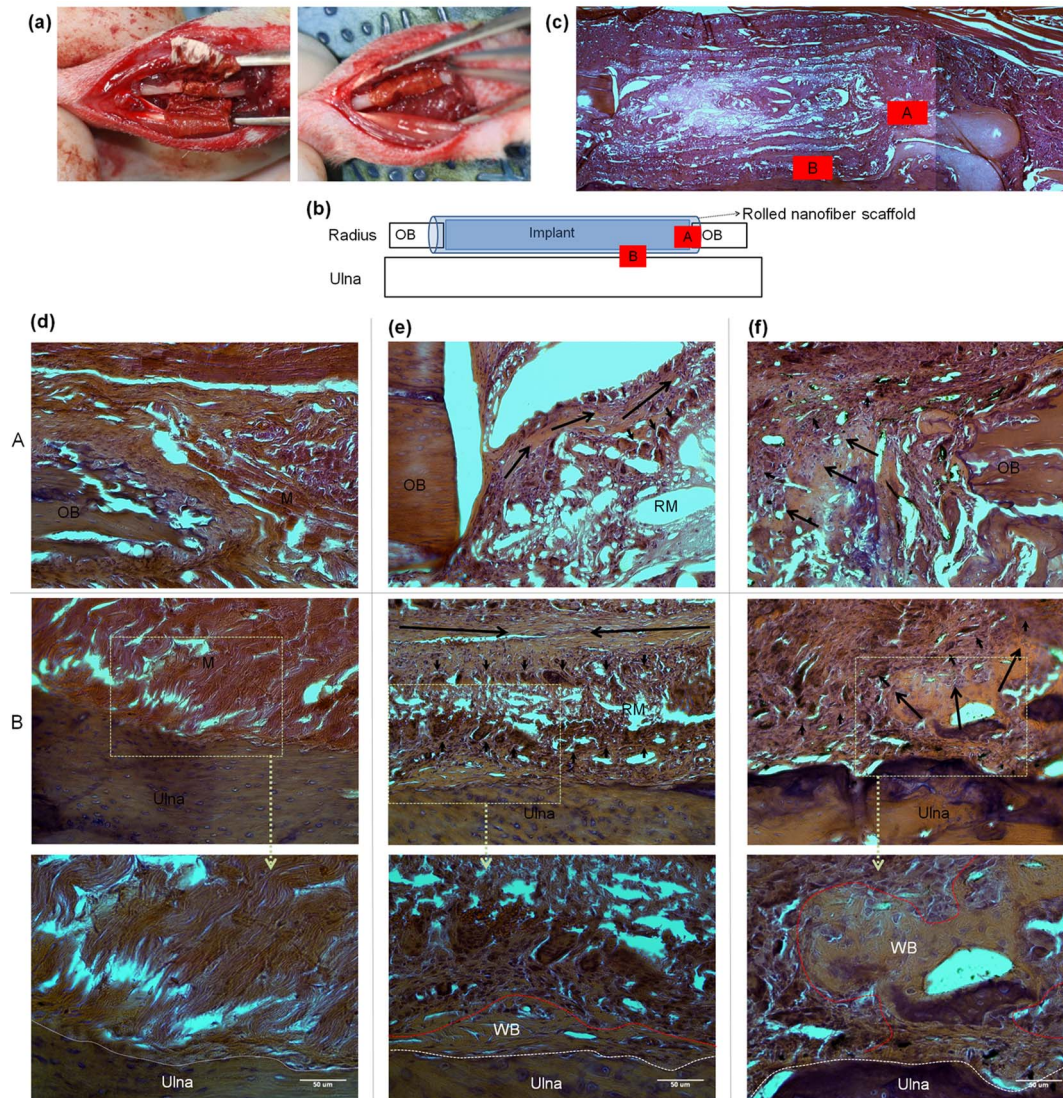 (a)
(c)
A
B
(b)
Rolled nanofiber scaffold
Radius
OB
Implant
A
OB
B
Ulna
(d)
(e)
(f)
A
M
OB
OB
RM
OB
B
M
Ulna
RM
Ulna
Ulna
Ulna
50 um
WB
Ulna
50 um
WB
Ulna
50 um